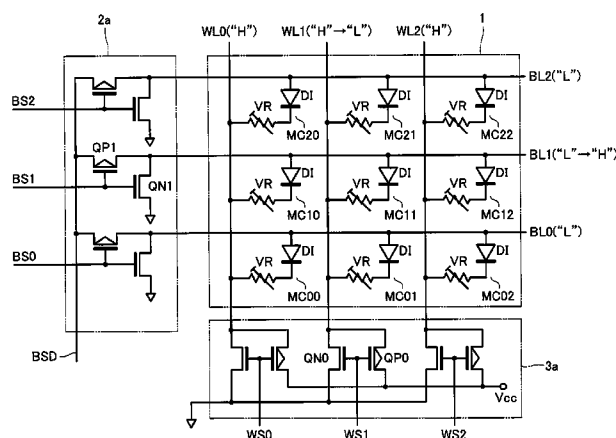 2a
WL0("H") WL1("H"→"L") WL2("H")
1
BL2("L")
BS2
DI DI DI
VR VR VR
MC20 MC21 MC22
QP1
BL1("L"→"H")
BS1
QN1
DI DI DI
VR VR VR
MC10 MC11 MC12
BL0("L")
BS0
DI DI DI
VR VR VR
MC00 MC01 MC02
BSD
QN0 QP0
3a
Vcc
WS0 WS1 WS2